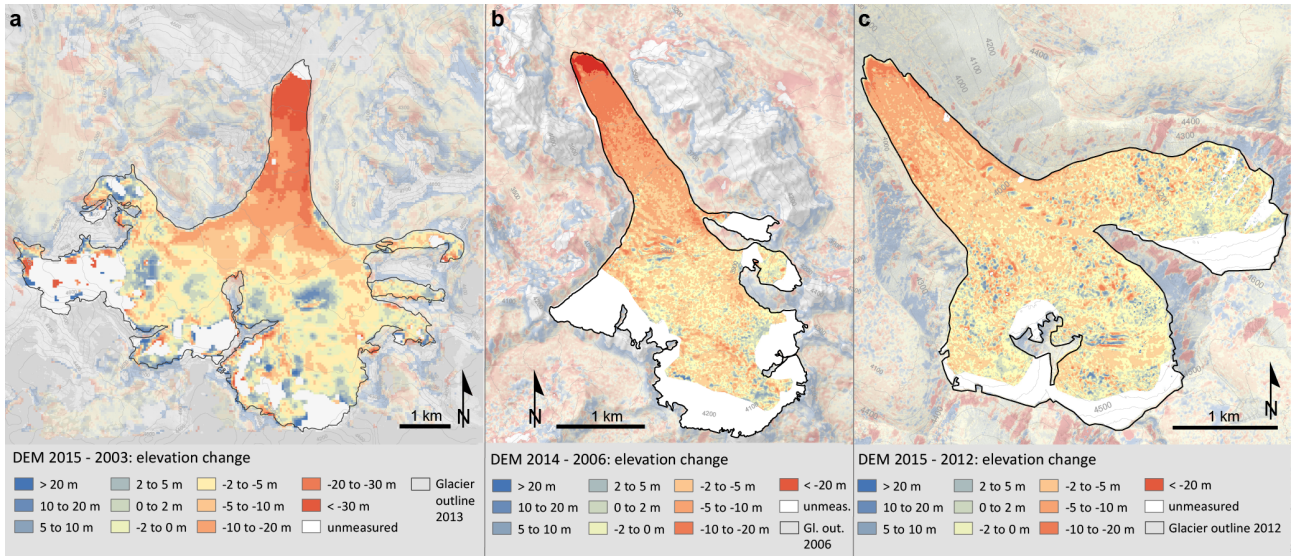 a
b
c
4200
4100
4000
4400
4300
4200
4100
4500
4100
4400
1 km
N
N
1 km
1 km
N
DEM 2015 - 2003: elevation change
> 20 m
2 to 5 m
-2 to -5 m
-20 to -30 m
Glacier
outline
2013
10 to 20 m
0 to 2 m
-5 to -10 m
< -30 m
5 to 10 m
-2 to 0 m
-10 to -20 m
unmeasured
DEM 2014 - 2006: elevation change
> 20 m
2 to 5 m
-2 to -5 m
< -20 m
10 to 20 m
0 to 2 m
-5 to -10 m
unmeas.
5 to 10 m
-2 to 0 m
-10 to -20 m
Gl. out.
2006
DEM 2015 - 2012: elevation change
> 20 m
2 to 5 m
-2 to -5 m
< -20 m
10 to 20 m
0 to 2 m
-5 to -10 m
unmeasured
5 to 10 m
-2 to 0 m
-10 to -20 m
Glacier outline 2012